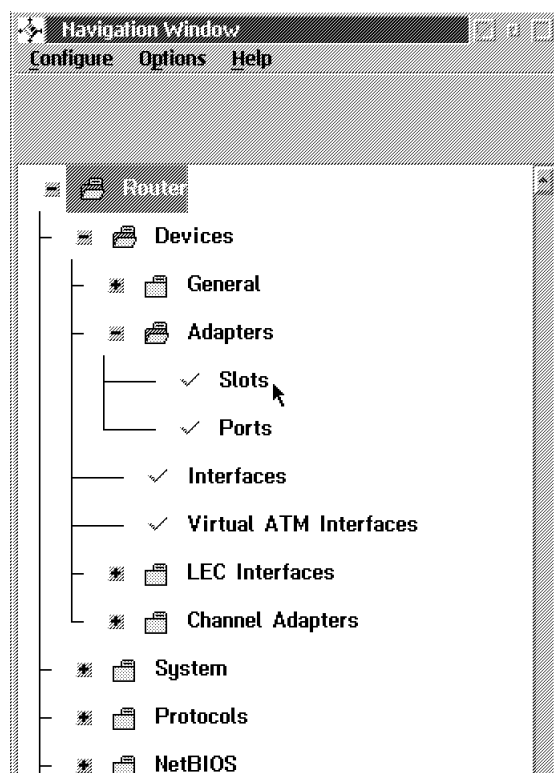 Navigation Window
Configure Options Help
Router
Devices
General
Adapters
Slots
Ports
Interfaces
Virtual ATM Interfaces
LEC Interfaces
Channel Adapters
System
Protocols
NetBIOS